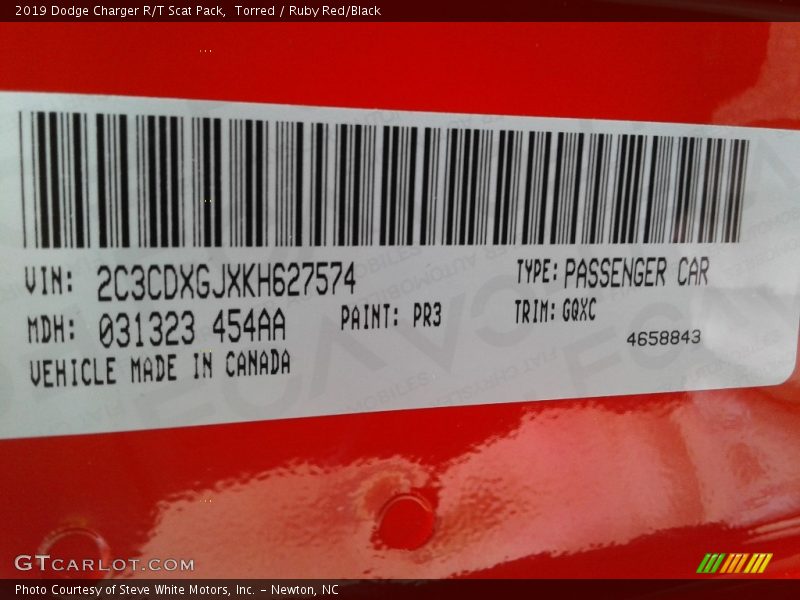 2019 Dodge Charger R/T Scat Pack,  Torred / Ruby Red/Black
VIN: 2C3CDXGJXKH627574
TYPE: PASSENGER CAR
MDH: 031323 454AA
PAINT: PR3
TRIM: GQXC
4658843
VEHICLE MADE IN CANADA
GTCARLOT.COM
Photo Courtesy of Steve White Motors, Inc. – Newton, NC